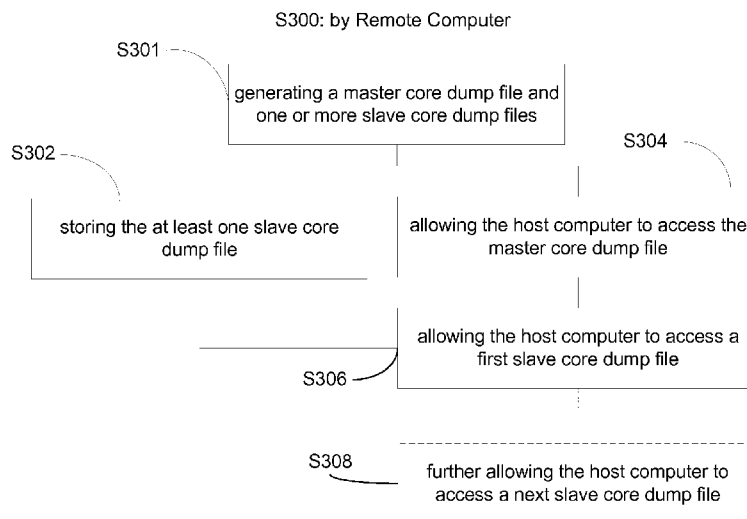 S300: by Remote Computer
S301
generating a master core dump file and
one or more slave core dump files
S302
S304
storing the at least one slave core
dump file
allowing the host computer to access the
master core dump file
allowing the host computer to access a
first slave core dump file
S306
S308
further allowing the host computer to
access a next slave core dump file